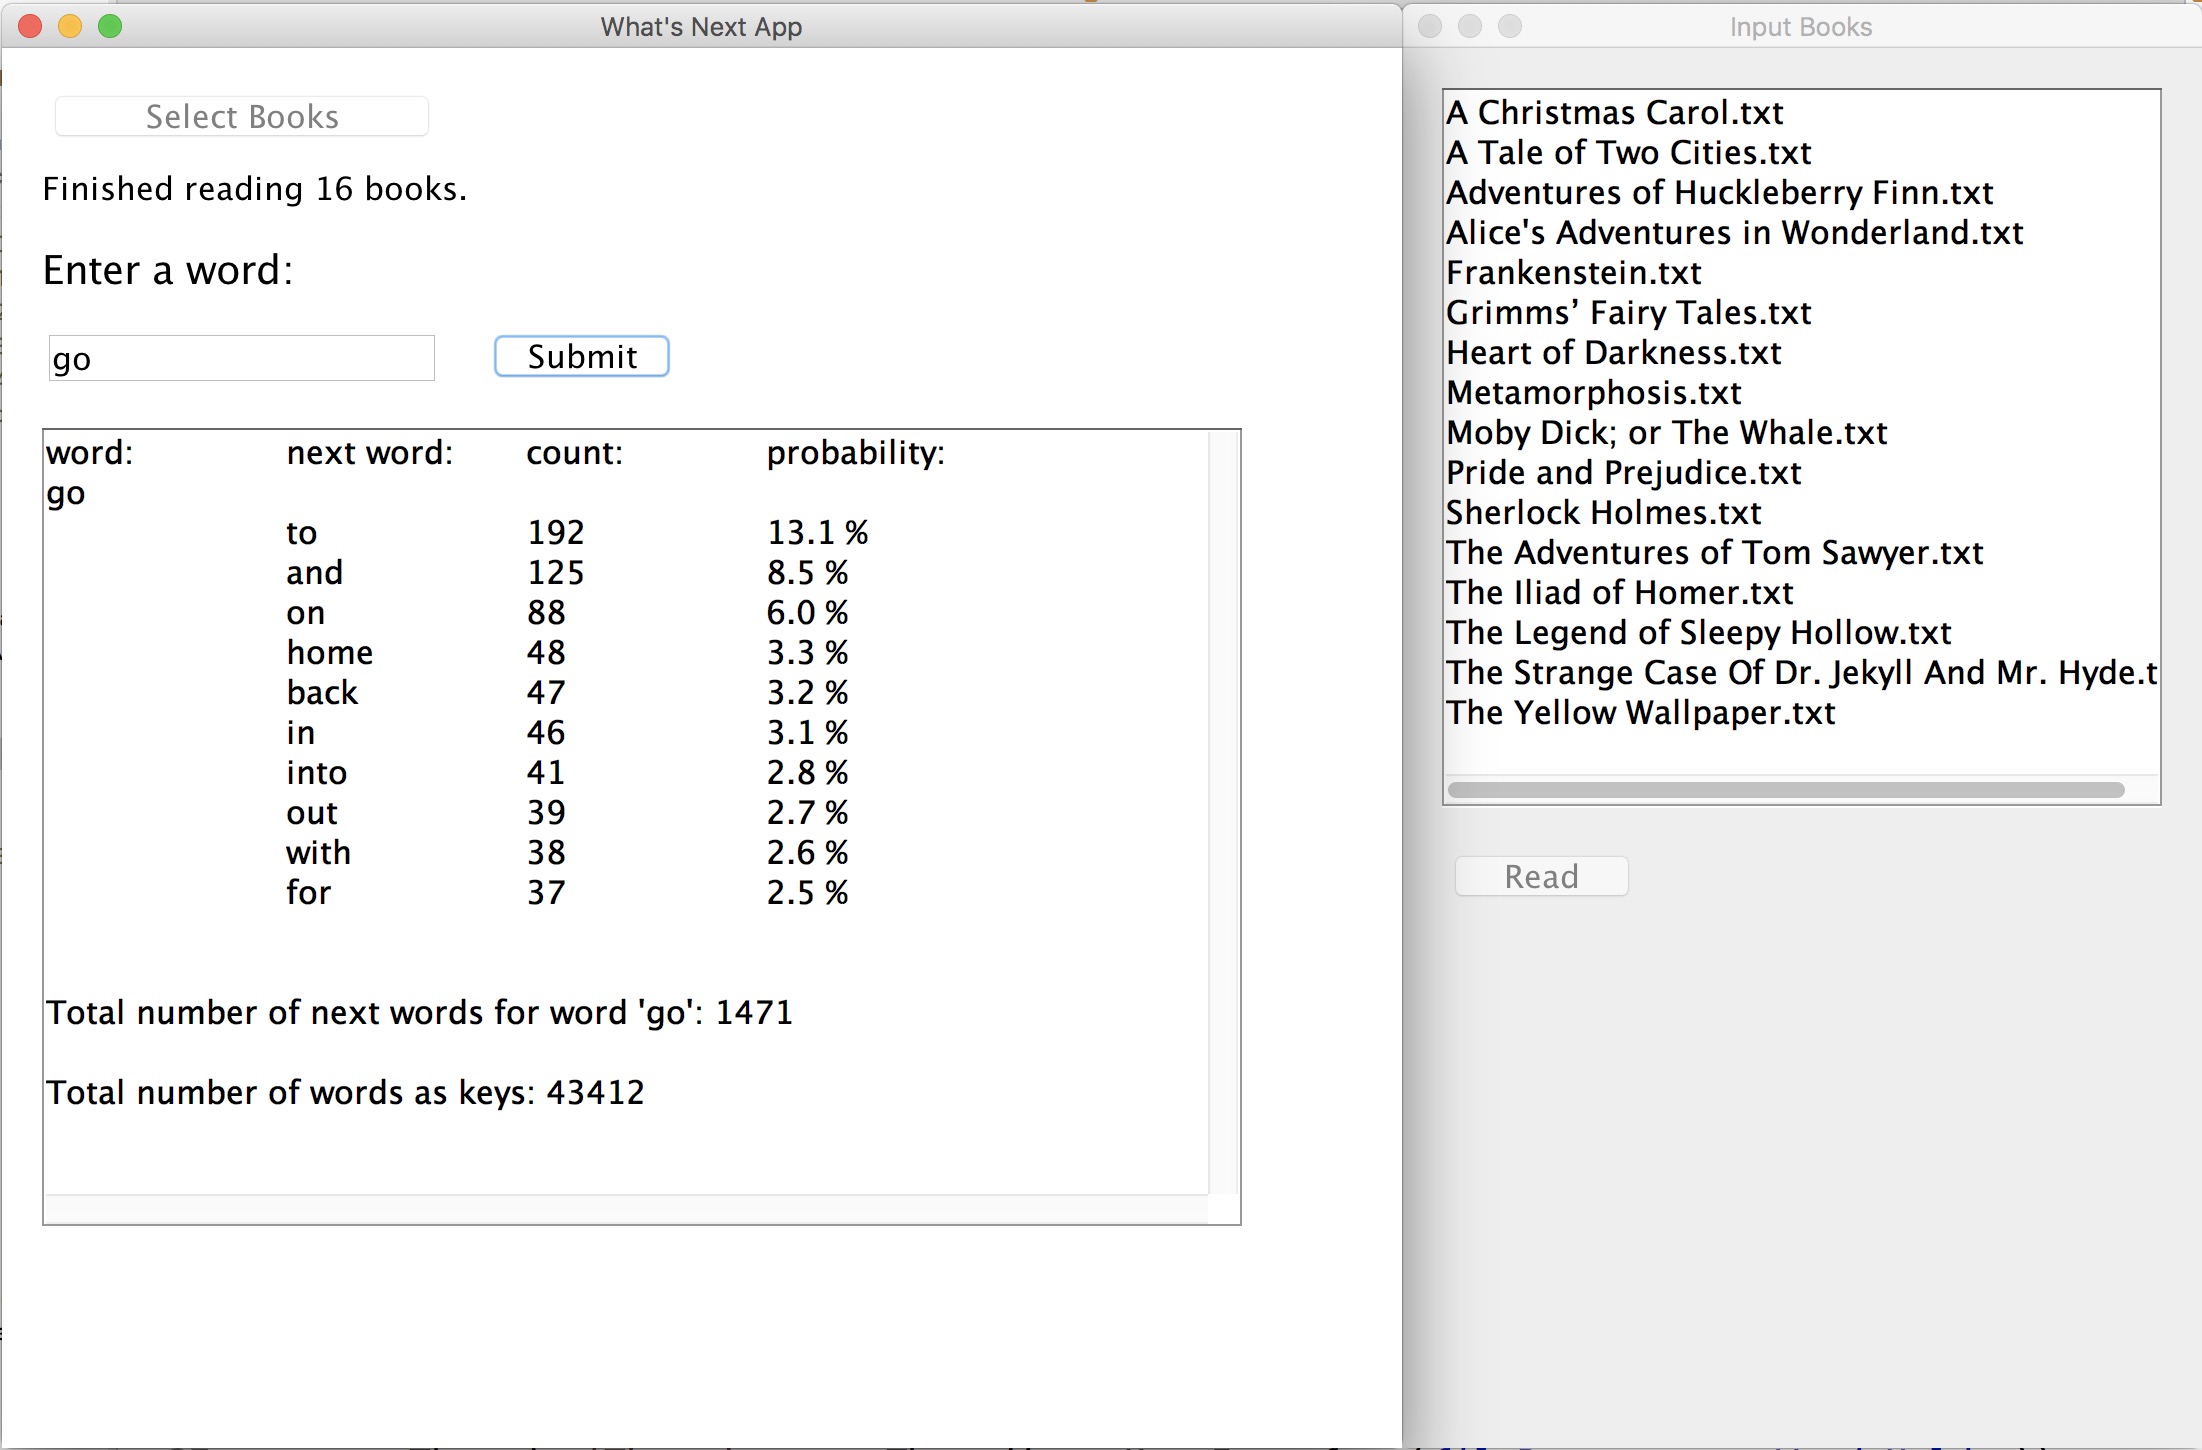 What's Next App
Select Books
Finished reading 16 books.
Enter a word:
go
Submit
word: next word: count: probability:
go
to 192 13.1 %
and 125 8.5 %
on 88 6.0 %
home 48 3.3 %
back 47 3.2 %
in 46 3.1 %
into 41 2.8 %
out 39 2.7 %
with 38 2.6 %
for 37 2.5 %
Total number of next words for word 'go': 1471
Total number of words as keys: 43412
Input Books
A Christmas Carol.txt
A Tale of Two Cities.txt
Adventures of Huckleberry Finn.txt
Alice's Adventures in Wonderland.txt
Frankenstein.txt
Grimms’ Fairy Tales.txt
Heart of Darkness.txt
Metamorphosis.txt
Moby Dick; or The Whale.txt
Pride and Prejudice.txt
Sherlock Holmes.txt
The Adventures of Tom Sawyer.txt
The Iliad of Homer.txt
The Legend of Sleepy Hollow.txt
The Strange Case Of Dr. Jekyll And Mr. Hyde.t
The Yellow Wallpaper.txt
Read